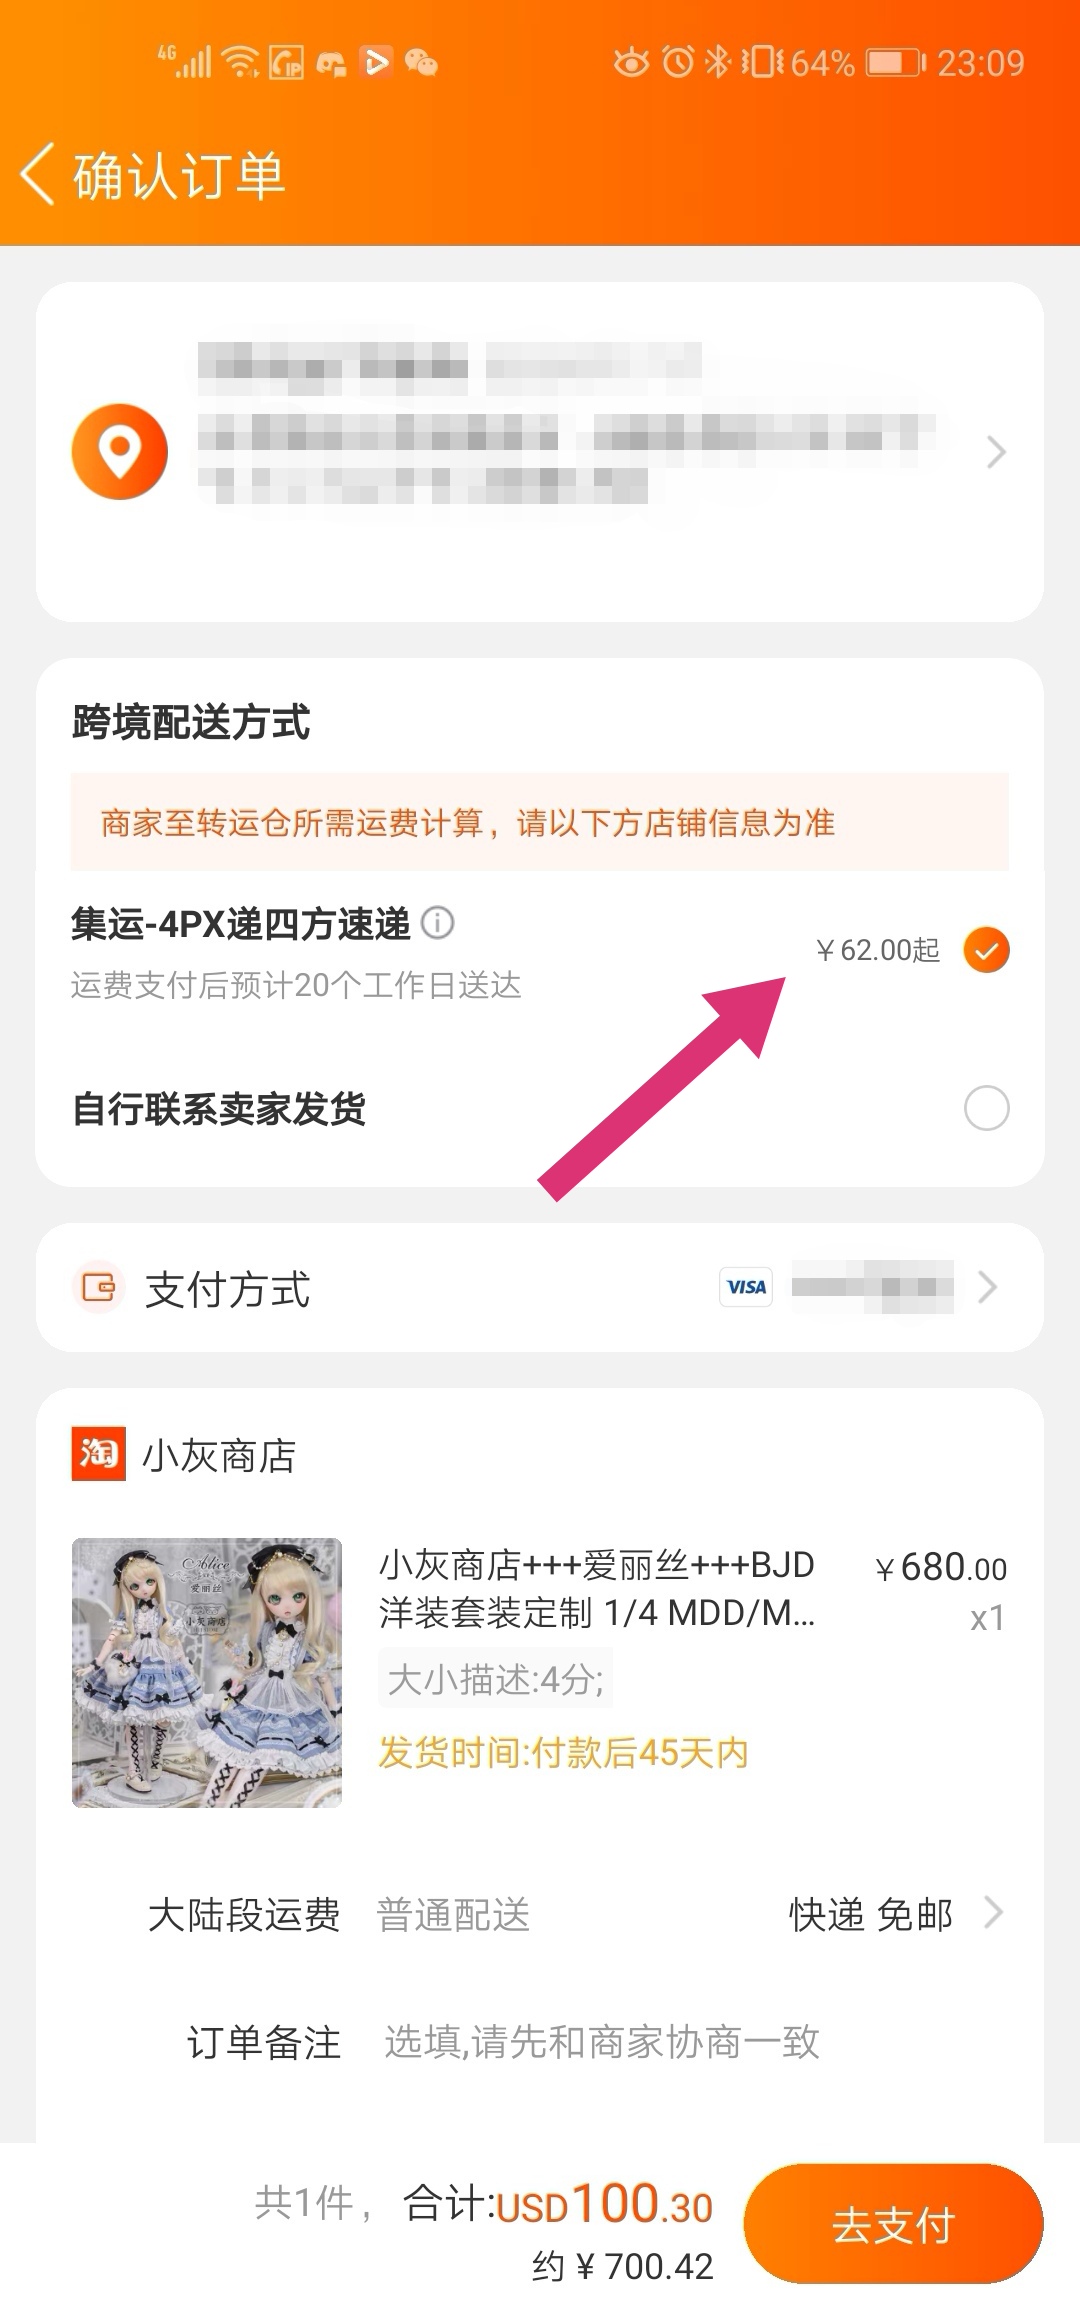 4G 64% 23:09
确认订单
跨境配送方式
商家至转运仓所需运费计算，请以下方店铺信息为准
集运-4PX递四方速递
￥62.00起
运费支付后预计20个工作日送达
自行联系卖家发货
支付方式 VISA
淘 小灰商店
Alice
爱丽丝
小灰商店
小灰商店+++爱丽丝+++BJD ￥680.00
洋装套装定制 1/4 MDD/M... x1
大小描述:4分;
发货时间:付款后45天内
大陆段运费 普通配送 快递 免邮
订单备注 选填,请先和商家协商一致
共1件， 合计:USD100.30
约 ¥ 700.42
去支付